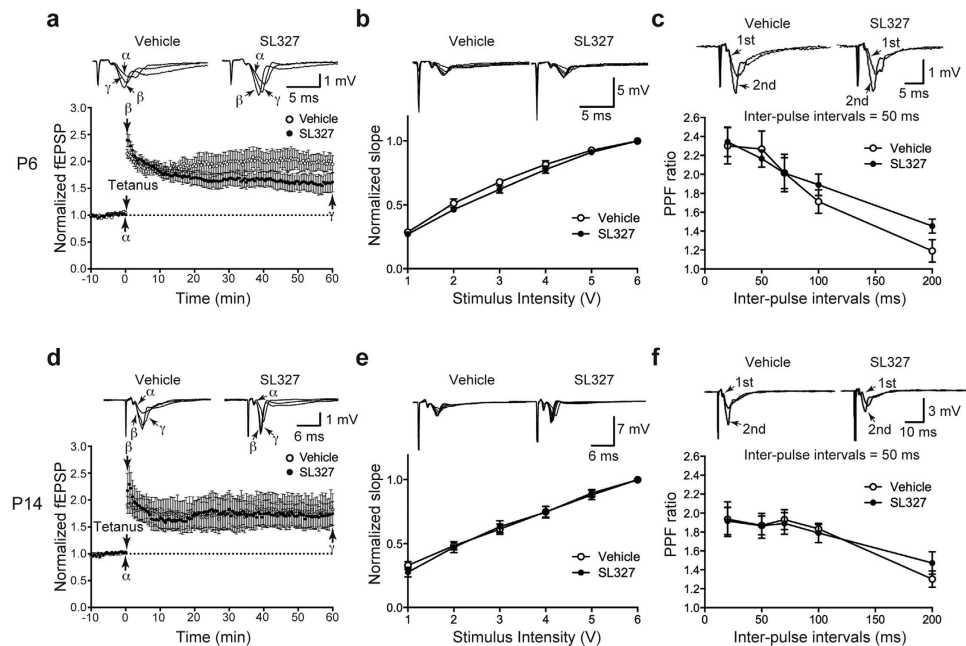 a
Vehicle
SL327
α
α
γ
β
β
γ
1 mV
5 ms
P6
Normalized fEPSP
3.0
2.5
2.0
1.5
1.0
0.5
0.0
β
Tetanus
α
γ
Vehicle
SL327
-10 0 10 20 30 40 50 60
Time (min)
b
Vehicle
SL327
5 mV
5 ms
Normalized slope
1.0
0.5
0.0
Vehicle
SL327
1 2 3 4 5 6
Stimulus Intensity (V)
c
Vehicle
SL327
1st
1st
2nd
2nd
1 mV
5 ms
Inter-pulse intervals = 50 ms
PPF ratio
2.6
2.4
2.2
2.0
1.8
1.6
1.4
1.2
1.0
Vehicle
SL327
0 50 100 150 200
Inter-pulse intervals (ms)
d
Vehicle
SL327
α
α
β
γ
β
γ
1 mV
6 ms
P14
Normalized fEPSP
3.0
2.5
2.0
1.5
1.0
0.5
0.0
β
Tetanus
α
γ
Vehicle
SL327
-10 0 10 20 30 40 50 60
Time (min)
e
Vehicle
SL327
7 mV
6 ms
Normalized slope
1.0
0.5
0.0
Vehicle
SL327
1 2 3 4 5 6
Stimulus Intensity (V)
f
Vehicle
SL327
1st
1st
2nd
2nd
3 mV
10 ms
Inter-pulse intervals = 50 ms
PPF ratio
2.6
2.4
2.2
2.0
1.8
1.6
1.4
1.2
1.0
Vehicle
SL327
0 50 100 150 200
Inter-pulse intervals (ms)